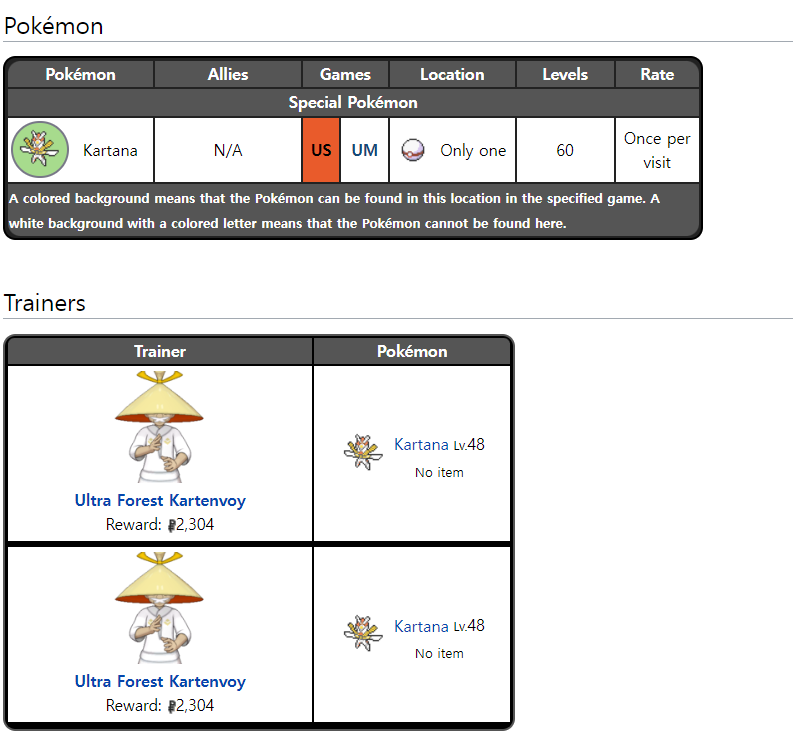 Pokémon
Pokémon Allies Games Location Levels Rate
Special Pokémon
Kartana N/A US UM Only one 60 Once per
visit
A colored background means that the Pokémon can be found in this location in the specified game. A
white background with a colored letter means that the Pokémon cannot be found here.
Trainers
Trainer Pokémon
Kartana Lv.48
No item
Ultra Forest Kartenvoy
Reward: 2,304
Kartana Lv.48
No item
Ultra Forest Kartenvoy
Reward: 2,304